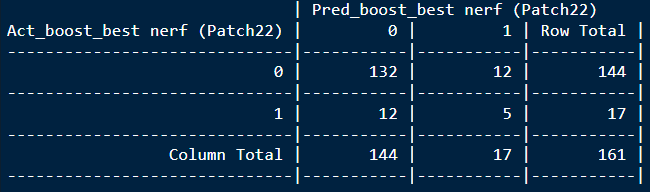 | Pred_boost_best nerf (Patch22)
Act_boost_best nerf (Patch22) | 0 | 1 | Row Total |
-----------------------------|-----------|-----------|-----------|
0 | 132 | 12 | 144 |
-----------------------------|-----------|-----------|-----------|
1 | 12 | 5 | 17 |
-----------------------------|-----------|-----------|-----------|
Column Total | 144 | 17 | 161 |
-----------------------------|-----------|-----------|-----------|